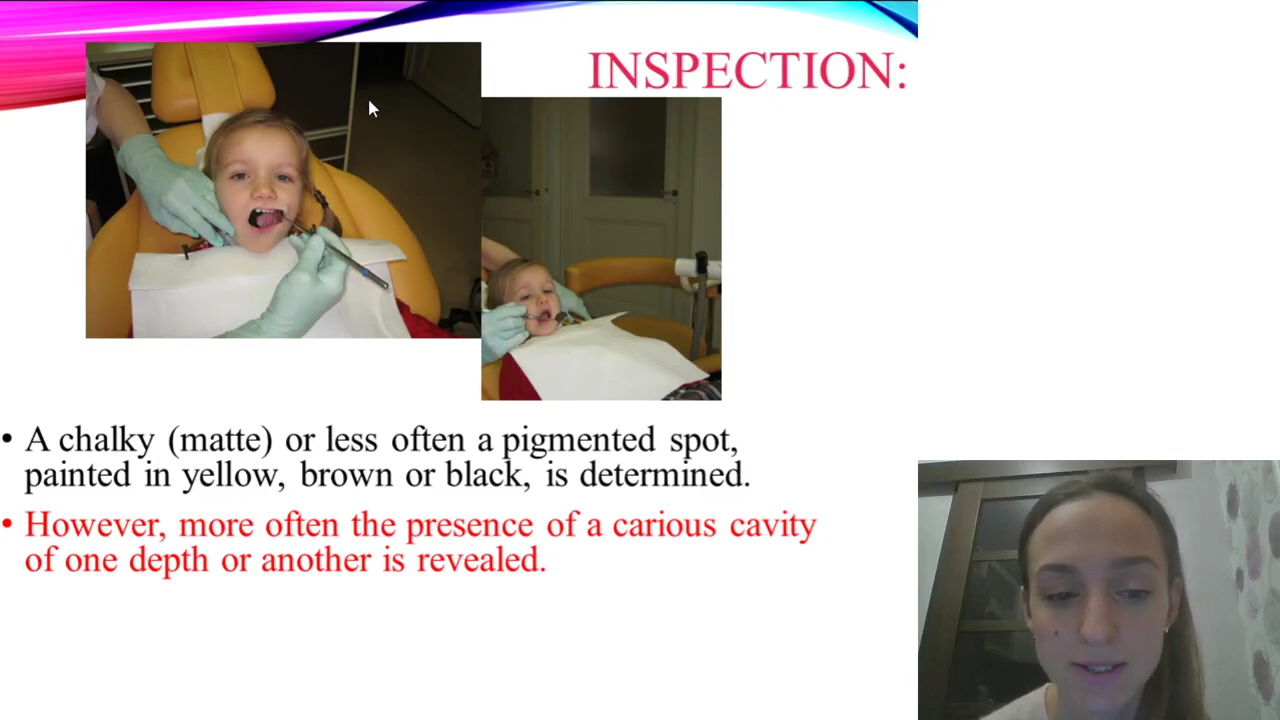 INSPECTION:
• A chalky (matte) or less often a pigmented spot,
painted in yellow, brown or black, is determined.
• However, more often the presence of a carious cavity
of one depth or another is revealed.